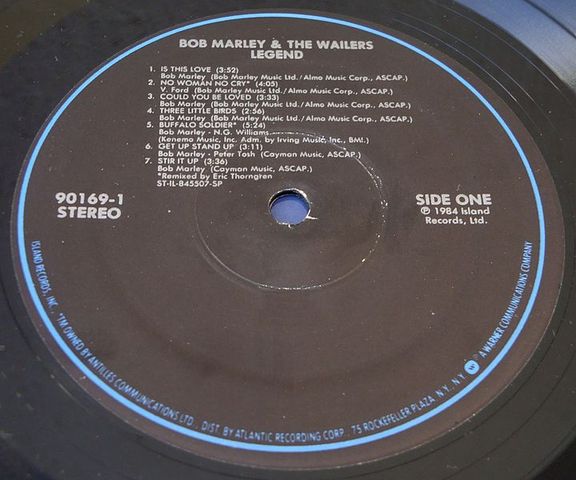 BOB MARLEY & THE WAILERS
LEGEND
1. IS THIS LOVE (3:52)
Bob Marley (Bob Marley Music Ltd./Almo Music Corp., ASCAP.)
2. NO WOMAN NO CRY* (4:05)
V. Ford (Bob Marley Music Ltd./Almo Music Corp., ASCAP.)
3. COULD YOU BE LOVED (3:33)
Bob Marley (Bob Marley Music Ltd./Almo Music Corp., ASCAP.)
4. THREE LITTLE BIRDS (2:56)
Bob Marley (Bob Marley Music Ltd./Almo Music Corp., ASCAP.)
5. BUFFALO SOLDIER* (5:24)
Bob Marley - N.G. Williams
(Kenemo Music, Inc. Adm. by Irving Music, Inc., BMI.)
6. GET UP STAND UP (3:11)
Bob Marley - Peter Tosh (Cayman Music, ASCAP.)
7. STIR IT UP (3:36)
Bob Marley (Cayman Music, ASCAP.)
*Remixed by Eric Thorngren
ST-IL-845507-SP
90169-1
STEREO
SIDE ONE
℗ 1984 Island
Records, Ltd.
ISLAND RECORDS, INC., *TM OWNED BY ANTILLES COMMUNICATIONS LTD., DIST. BY ATLANTIC RECORDING CORP., 75 ROCKEFELLER PLAZA, N.Y., N.Y. A WARNER COMMUNICATIONS COMPANY